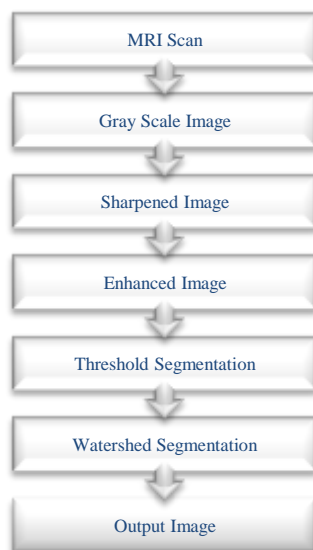 MRI Scan
Gray Scale Image
Sharpened Image
Enhanced Image
Threshold Segmentation
Watershed Segmentation
Output Image